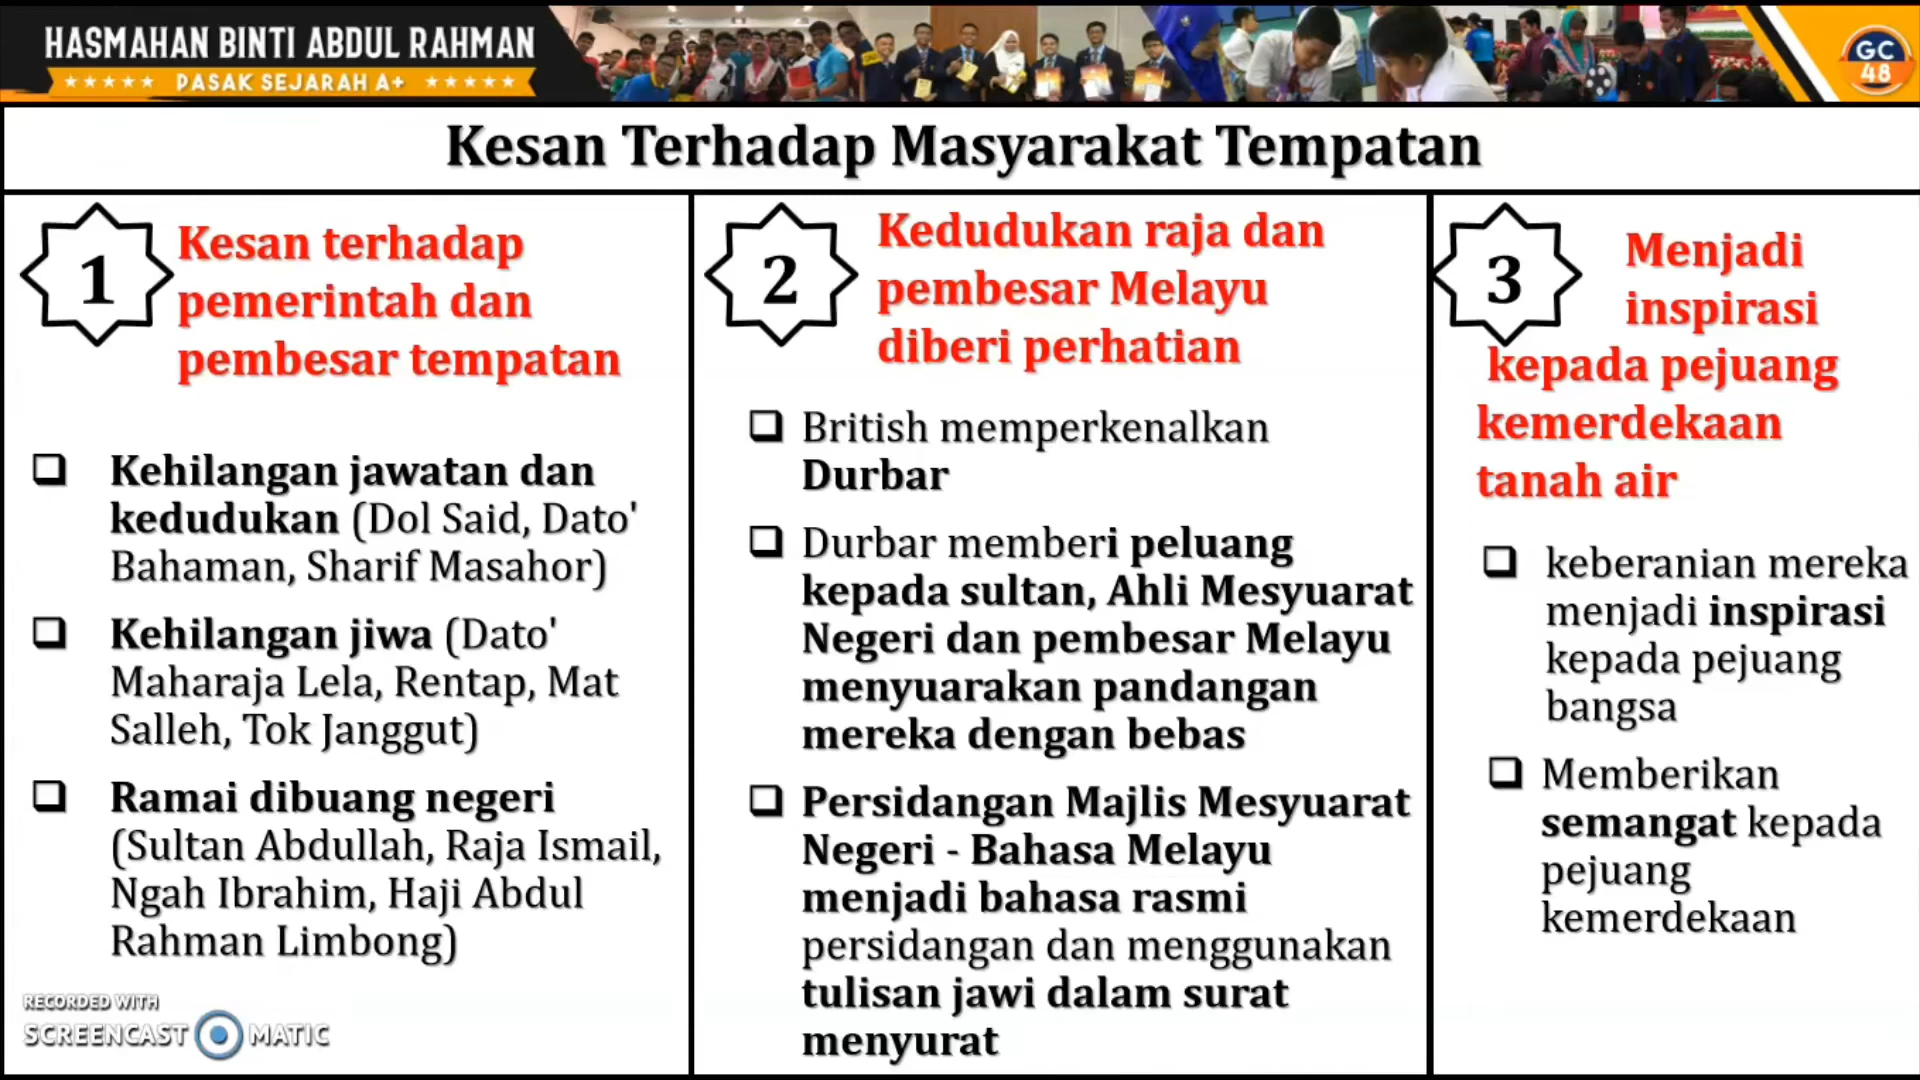 HASMAHAN BINTI ABDUL RAHMAN
PASAK SEJARAH A+
GC
48
Kesan Terhadap Masyarakat Tempatan
1
Kesan terhadap
pemerintah dan
pembesar tempatan
❑ Kehilangan jawatan dan
kedudukan (Dol Said, Dato'
Bahaman, Sharif Masahor)
❑ Kehilangan jiwa (Dato'
Maharaja Lela, Rentap, Mat
Salleh, Tok Janggut)
❑ Ramai dibuang negeri
(Sultan Abdullah, Raja Ismail,
Ngah Ibrahim, Haji Abdul
Rahman Limbong)
2
Kedudukan raja dan
pembesar Melayu
diberi perhatian
❑ British memperkenalkan
Durbar
❑ Durbar memberi peluang
kepada sultan, Ahli Mesyuarat
Negeri dan pembesar Melayu
menyuarakan pandangan
mereka dengan bebas
❑ Persidangan Majlis Mesyuarat
Negeri - Bahasa Melayu
menjadi bahasa rasmi
persidangan dan menggunakan
tulisan jawi dalam surat
menyurat
3
Menjadi
inspirasi
kepada pejuang
kemerdekaan
tanah air
❑ keberanian mereka
menjadi inspirasi
kepada pejuang
bangsa
❑ Memberikan
semangat kepada
pejuang
kemerdekaan
RECORDED WITH
SCREENCAST MATIC